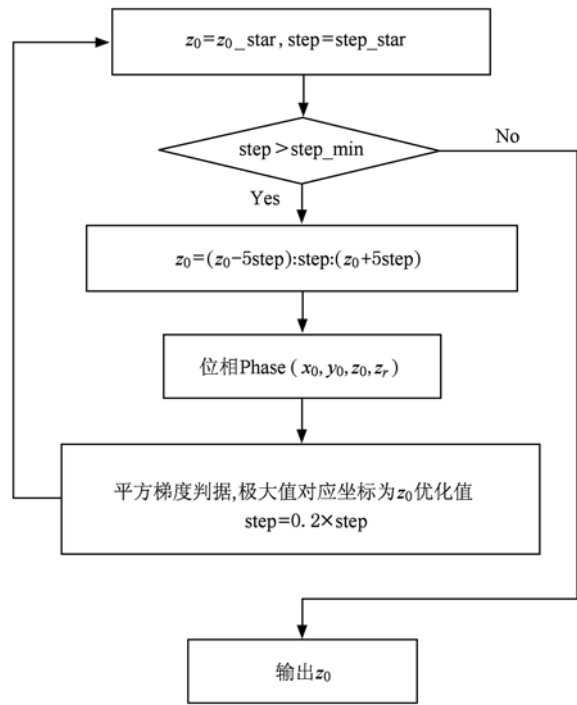 z₀=z₀_star, step=step_star
step＞step_min
No
Yes
z₀=(z₀-5step):step:(z₀+5step)
位相Phase (x₀, y₀, z₀, zᵣ)
平方梯度判据,极大值对应坐标为z₀优化值
step=0.2×step
输出z₀